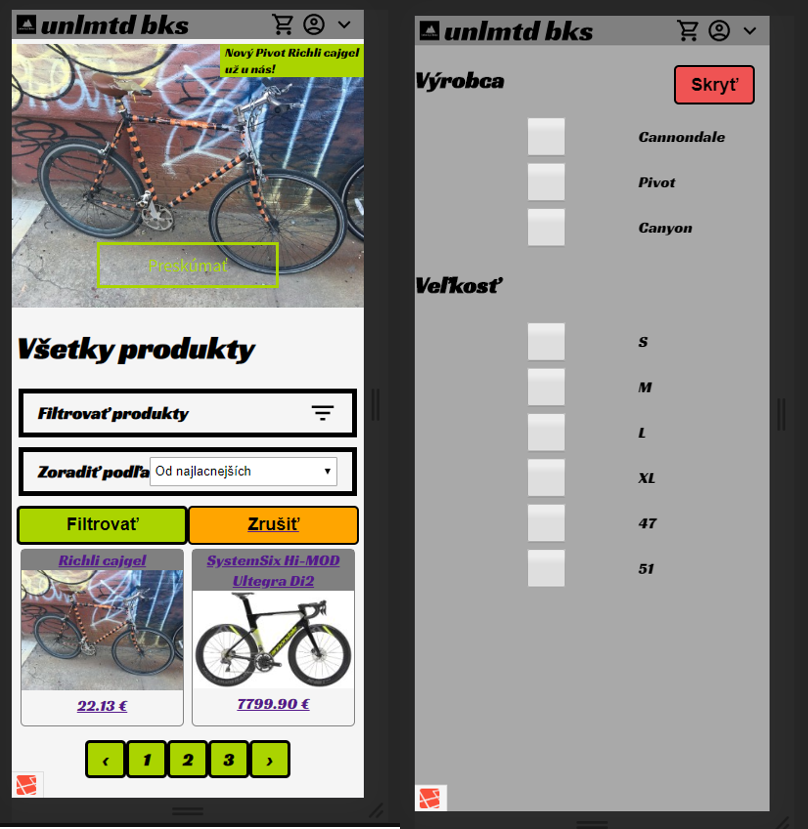 unlmtd bks
Nový Pivot Richli cajgel
už u nás!
Preskúmať
Všetky produkty
Filtrovať produkty
Zoradiť podľa
Od najlacnejších
Filtrovať
Zrušiť
Richli cajgel
22.13 €
SystemSix Hi-MOD
Ultegra Di2
7799.90 €
‹ 1 2 3 ›
unlmtd bks
Výrobca
Skryť
Cannondale
Pivot
Canyon
Veľkosť
S
M
L
XL
47
51